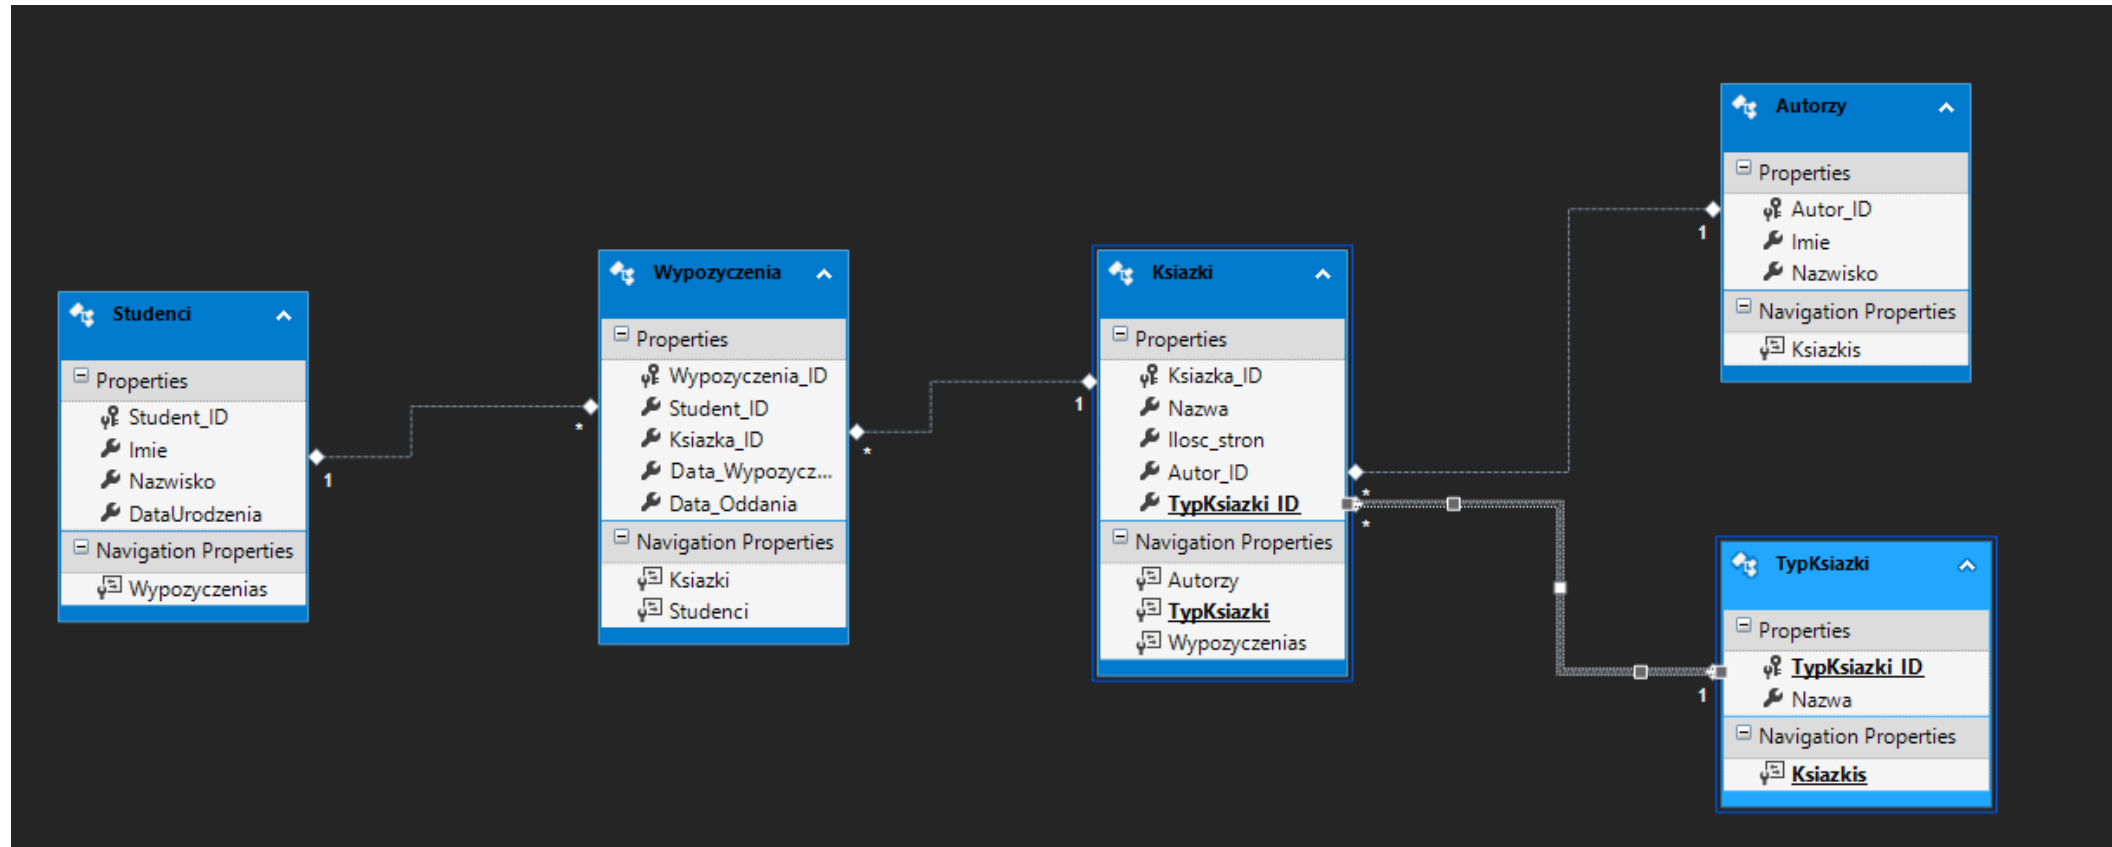 Studenci
Properties
Student_ID
Imie
Nazwisko
DataUrodzenia
Navigation Properties
Wypozyczenias
1
*
Wypozyczenia
Properties
Wypozyczenia_ID
Student_ID
Ksiazka_ID
Data_Wypozycz...
Data_Oddania
Navigation Properties
Ksiazki
Studenci
*
1
Ksiazki
Properties
Ksiazka_ID
Nazwa
Ilosc_stron
Autor_ID
TypKsiazki_ID
Navigation Properties
Autorzy
TypKsiazki
Wypozyczenias
*
*
1
Autorzy
Properties
Autor_ID
Imie
Nazwisko
Navigation Properties
Ksiazkis
1
TypKsiazki
Properties
TypKsiazki_ID
Nazwa
Navigation Properties
Ksiazkis